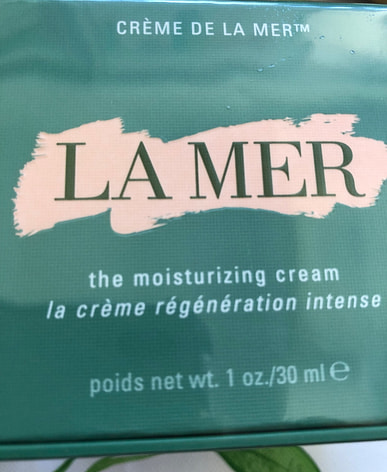 CRÈME DE LA MER™
LA MER
the moisturizing cream
la crème régénération intense
poids net wt. 1 oz./30 ml ℮